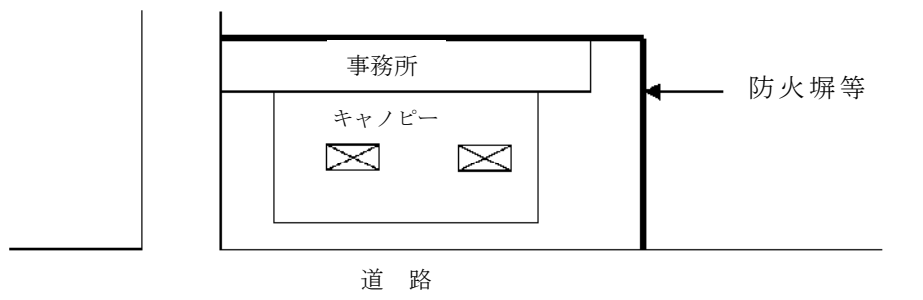 事務所
防火塀等
キャノピー
道 路